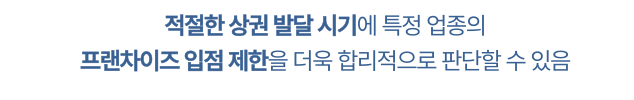 적절한 상권 발달 시기에 특정 업종의
프랜차이즈 입점 제한을 더욱 합리적으로 판단할 수 있음